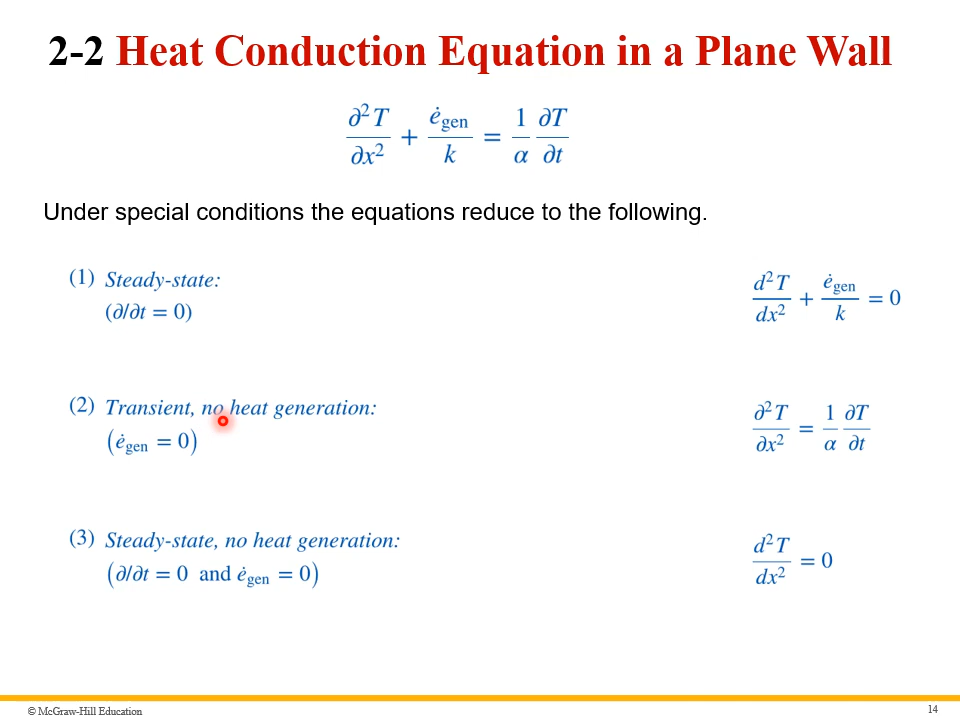 2-2 Heat Conduction Equation in a Plane Wall
∂²T/∂x² + ė_gen/k = 1/α ∂T/∂t
Under special conditions the equations reduce to the following.
(1) Steady-state:
(∂/∂t = 0)
d²T/dx² + ė_gen/k = 0
(2) Transient, no heat generation:
(ė_gen = 0)
∂²T/∂x² = 1/α ∂T/∂t
(3) Steady-state, no heat generation:
(∂/∂t = 0 and ė_gen = 0)
d²T/dx² = 0
© McGraw-Hill Education
14